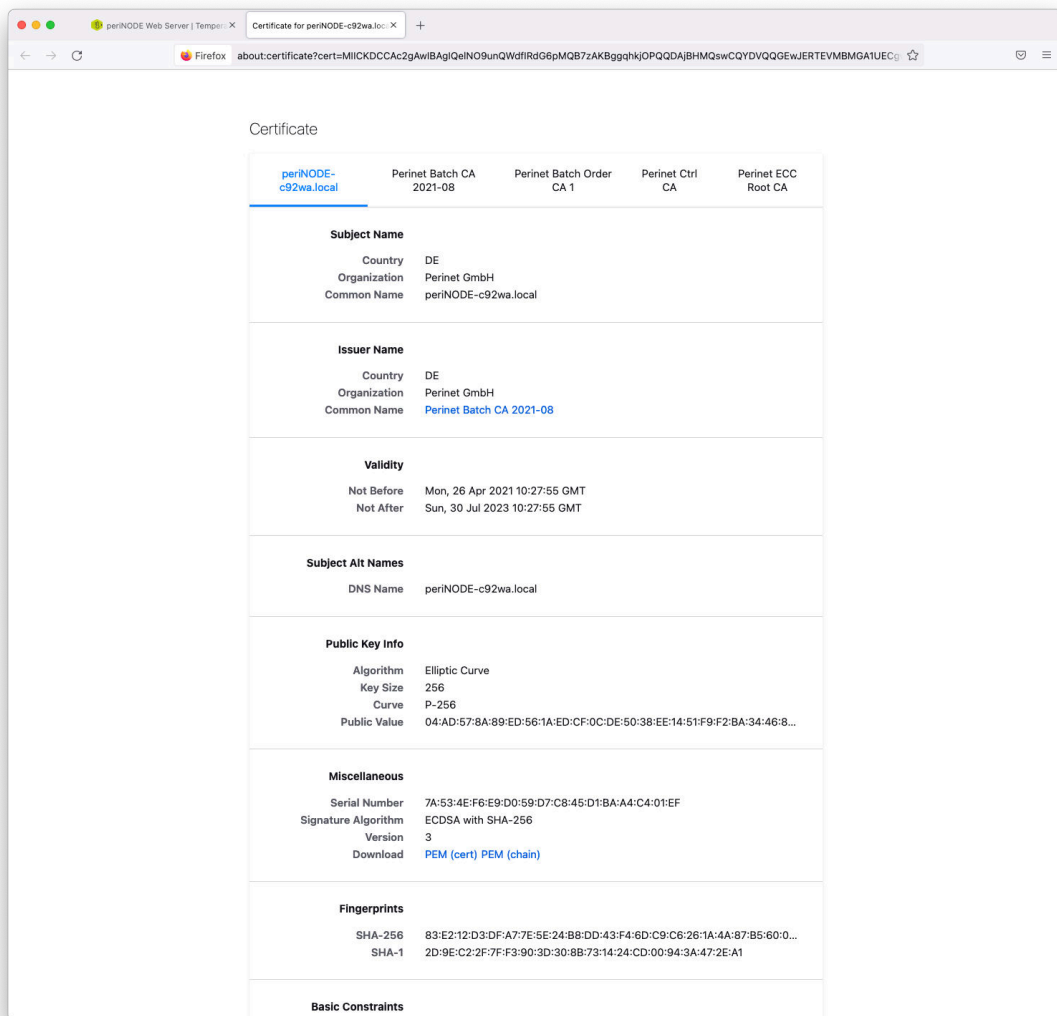 periNODE Web Server | Tempera
Certificate for periNODE-c92wa.loc
Firefox about:certificate?cert=
Certificate
periNODE-c92wa.local
Perinet Batch CA 2021-08
Perinet Batch Order CA 1
Perinet Ctrl CA
Perinet ECC Root CA
Subject Name
Country DE
Organization Perinet GmbH
Common Name periNODE-c92wa.local
Issuer Name
Country DE
Organization Perinet GmbH
Common Name Perinet Batch CA 2021-08
Validity
Not Before Mon, 26 Apr 2021 10:27:55 GMT
Not After Sun, 30 Jul 2023 10:27:55 GMT
Subject Alt Names
DNS Name periNODE-c92wa.local
Public Key Info
Algorithm Elliptic Curve
Key Size 256
Curve P-256
Public Value 04:AD:57:8A:89:ED:56:1A:ED:CF:0C:DE:50:38:EE:14:51:F9:F2:BA:34:46:8...
Miscellaneous
Serial Number 7A:53:4E:F6:E9:D0:59:D7:C8:45:D1:BA:A4:C4:01:EF
Signature Algorithm ECDSA with SHA-256
Version 3
Download PEM (cert) PEM (chain)
Fingerprints
SHA-256 83:E2:12:D3:DF:A7:7E:5E:24:B8:DD:43:F4:6D:C9:C6:26:1A:4A:87:B5:60:0...
SHA-1 2D:9E:C2:2F:7F:F3:90:3D:30:8B:73:14:24:CD:00:94:3A:47:2E:A1
Basic Constraints